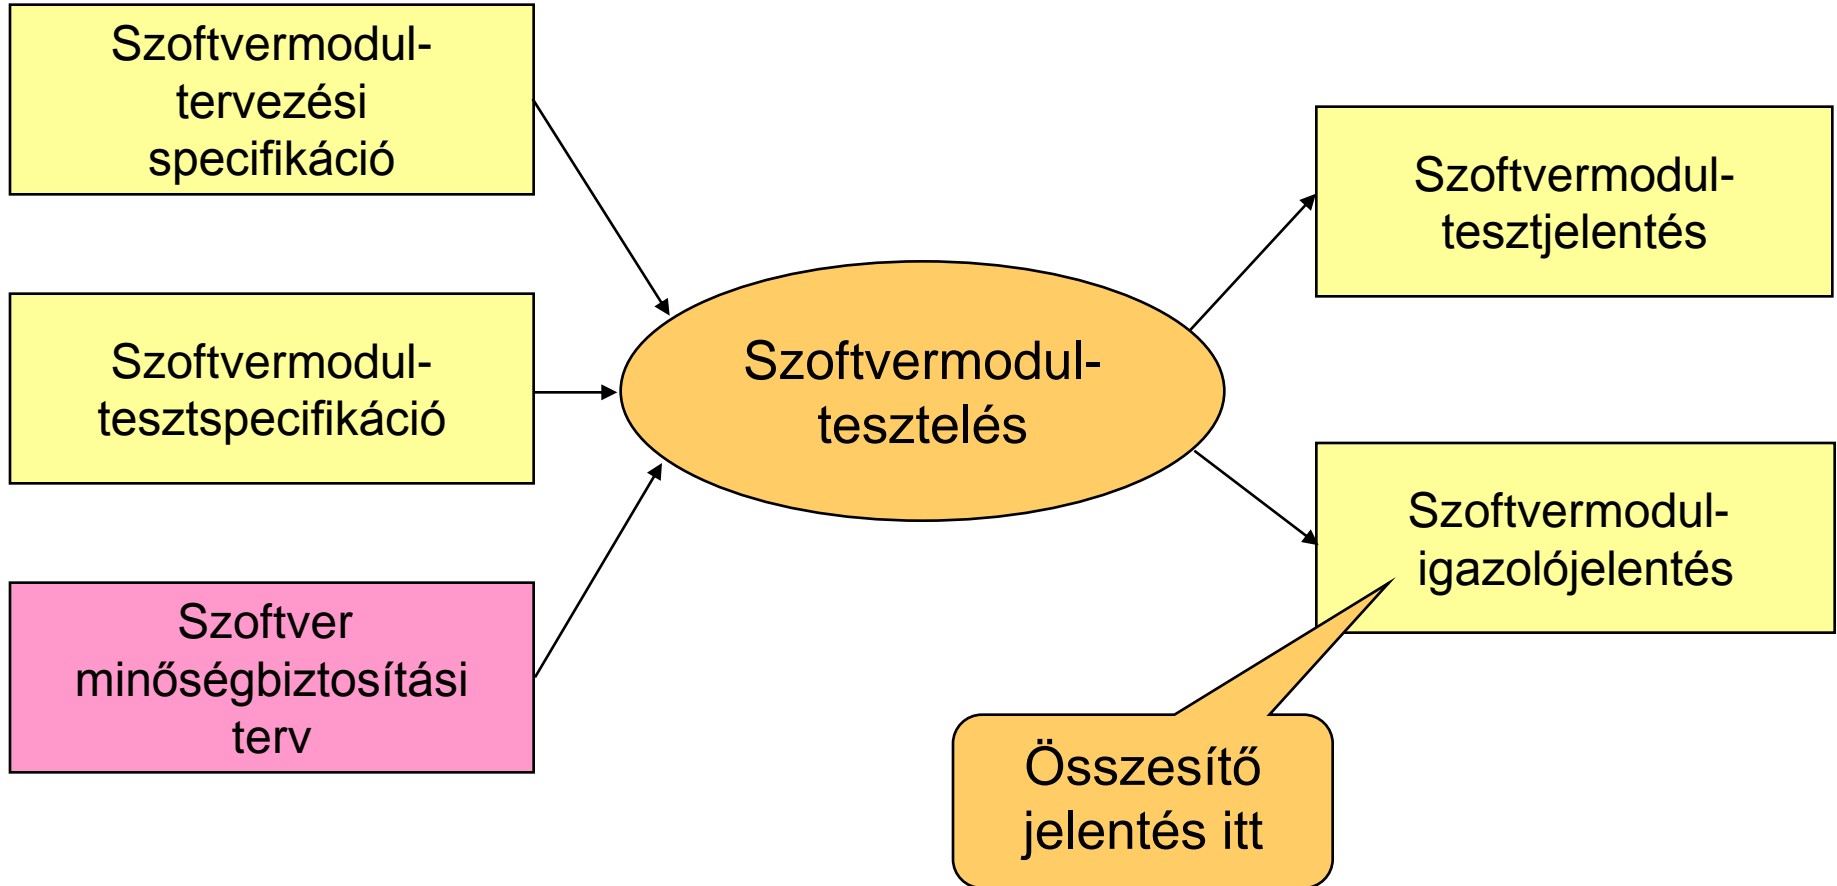 Szoftvermodul-
tervezési
specifikáció
Szoftvermodul-
tesztspecifikáció
Szoftver
minőségbiztosítási
terv
Szoftvermodul-
tesztelés
Szoftvermodul-
tesztjelentés
Szoftvermodul-
igazolójelentés
Összesítő
jelentés itt